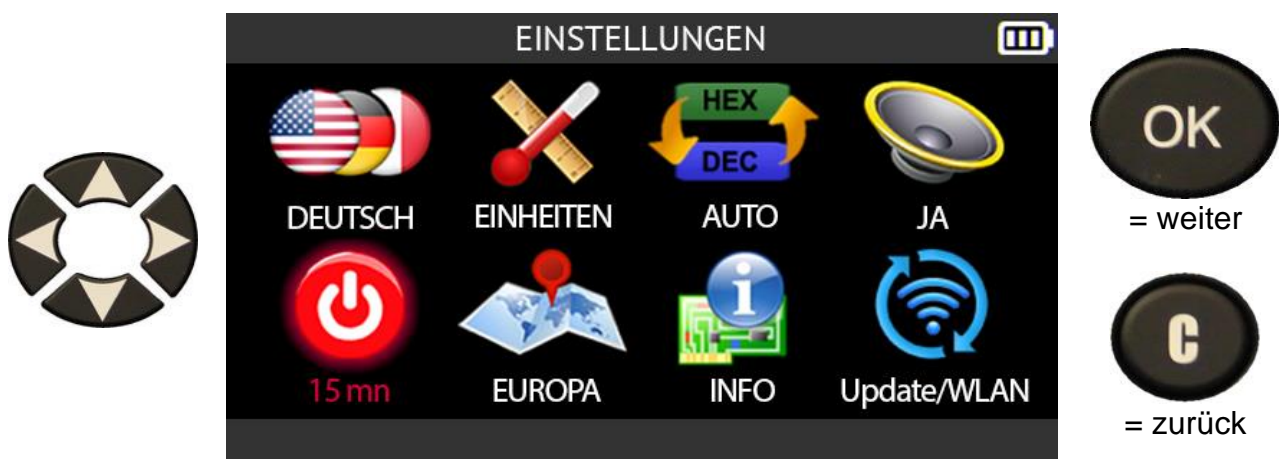 EINSTELLUNGEN
HEX
DEC
DEUTSCH EINHEITEN AUTO JA
i
15 mn EUROPA INFO Update/WLAN
OK
= weiter
C
= zurück